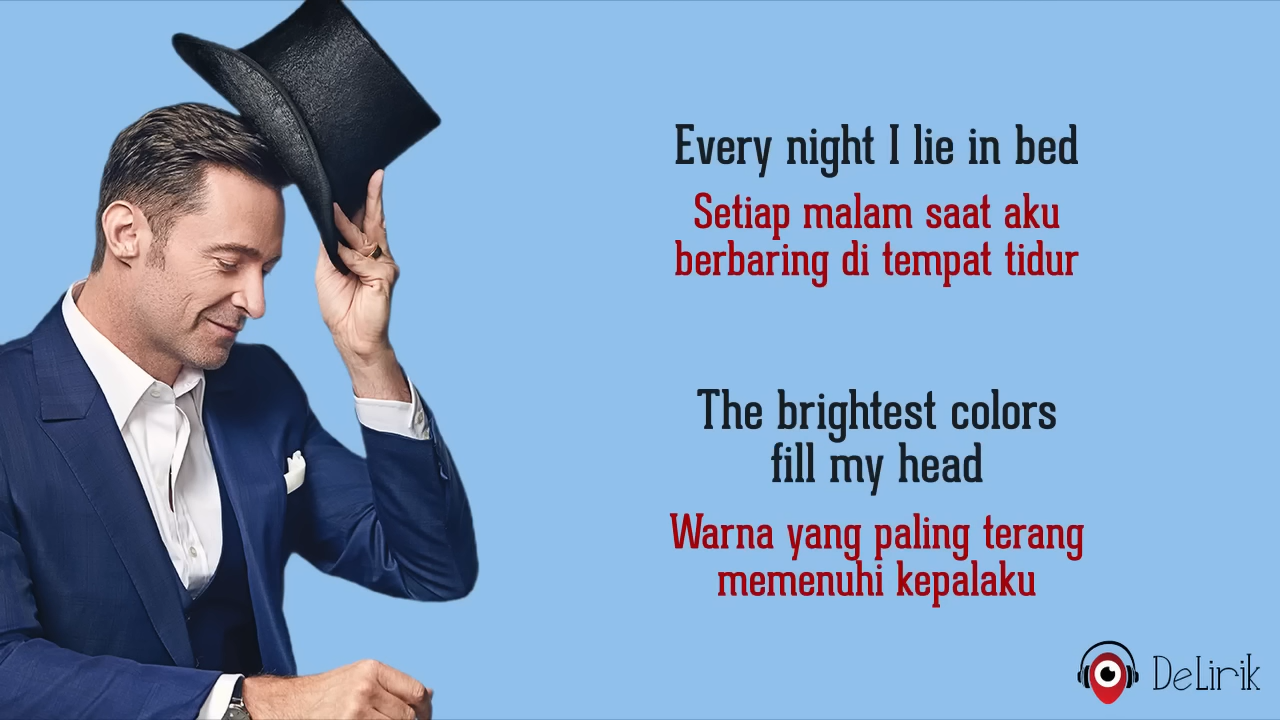 Every night I lie in bed
Setiap malam saat aku
berbaring di tempat tidur
The brightest colors
fill my head
Warna yang paling terang
memenuhi kepalaku
DeLirik